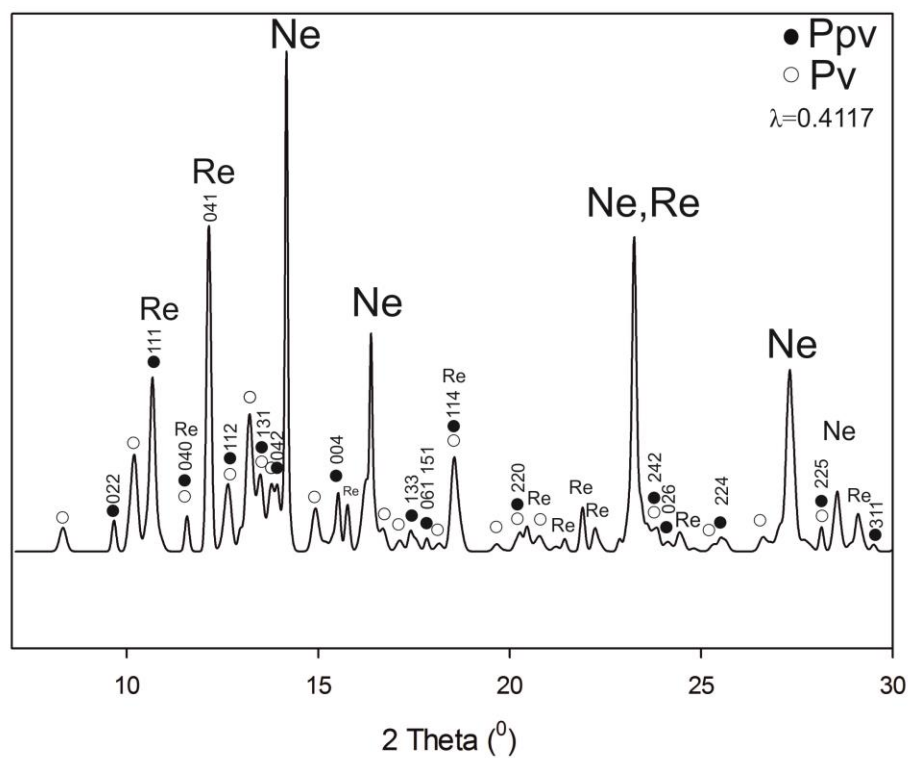 Ne
● Ppv
○ Pv
λ=0.4117
Re
041
Ne,Re
Re
111
Ne
Ne
022
Re
040
112
131
042
004
Re
133
061 151
Re
114
220
Re
Re
Re
Re
242
026
Re
224
225
Ne
Re
311
10
15
20
25
30
2 Theta (⁰)